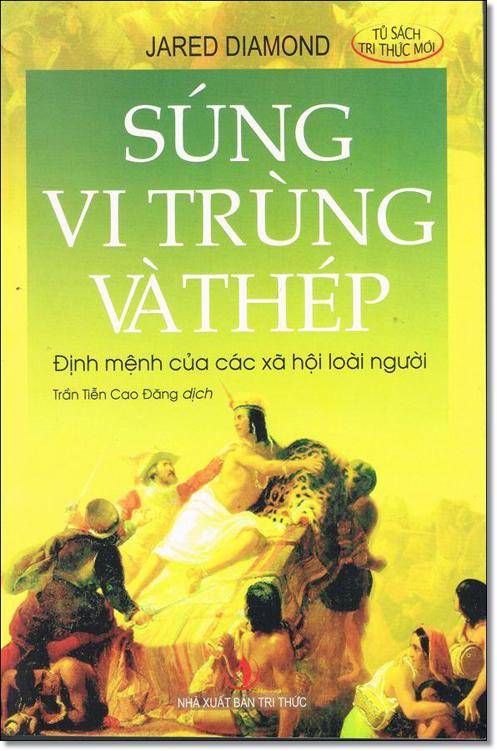 JARED DIAMOND
TỦ SÁCH
TRI THỨC MỚI
SÚNG
VI TRÙNG
VÀ THÉP
Định mệnh của các xã hội loài người
Trần Tiễn Cao Đăng dịch
NHÀ XUẤT BẢN TRI THỨC